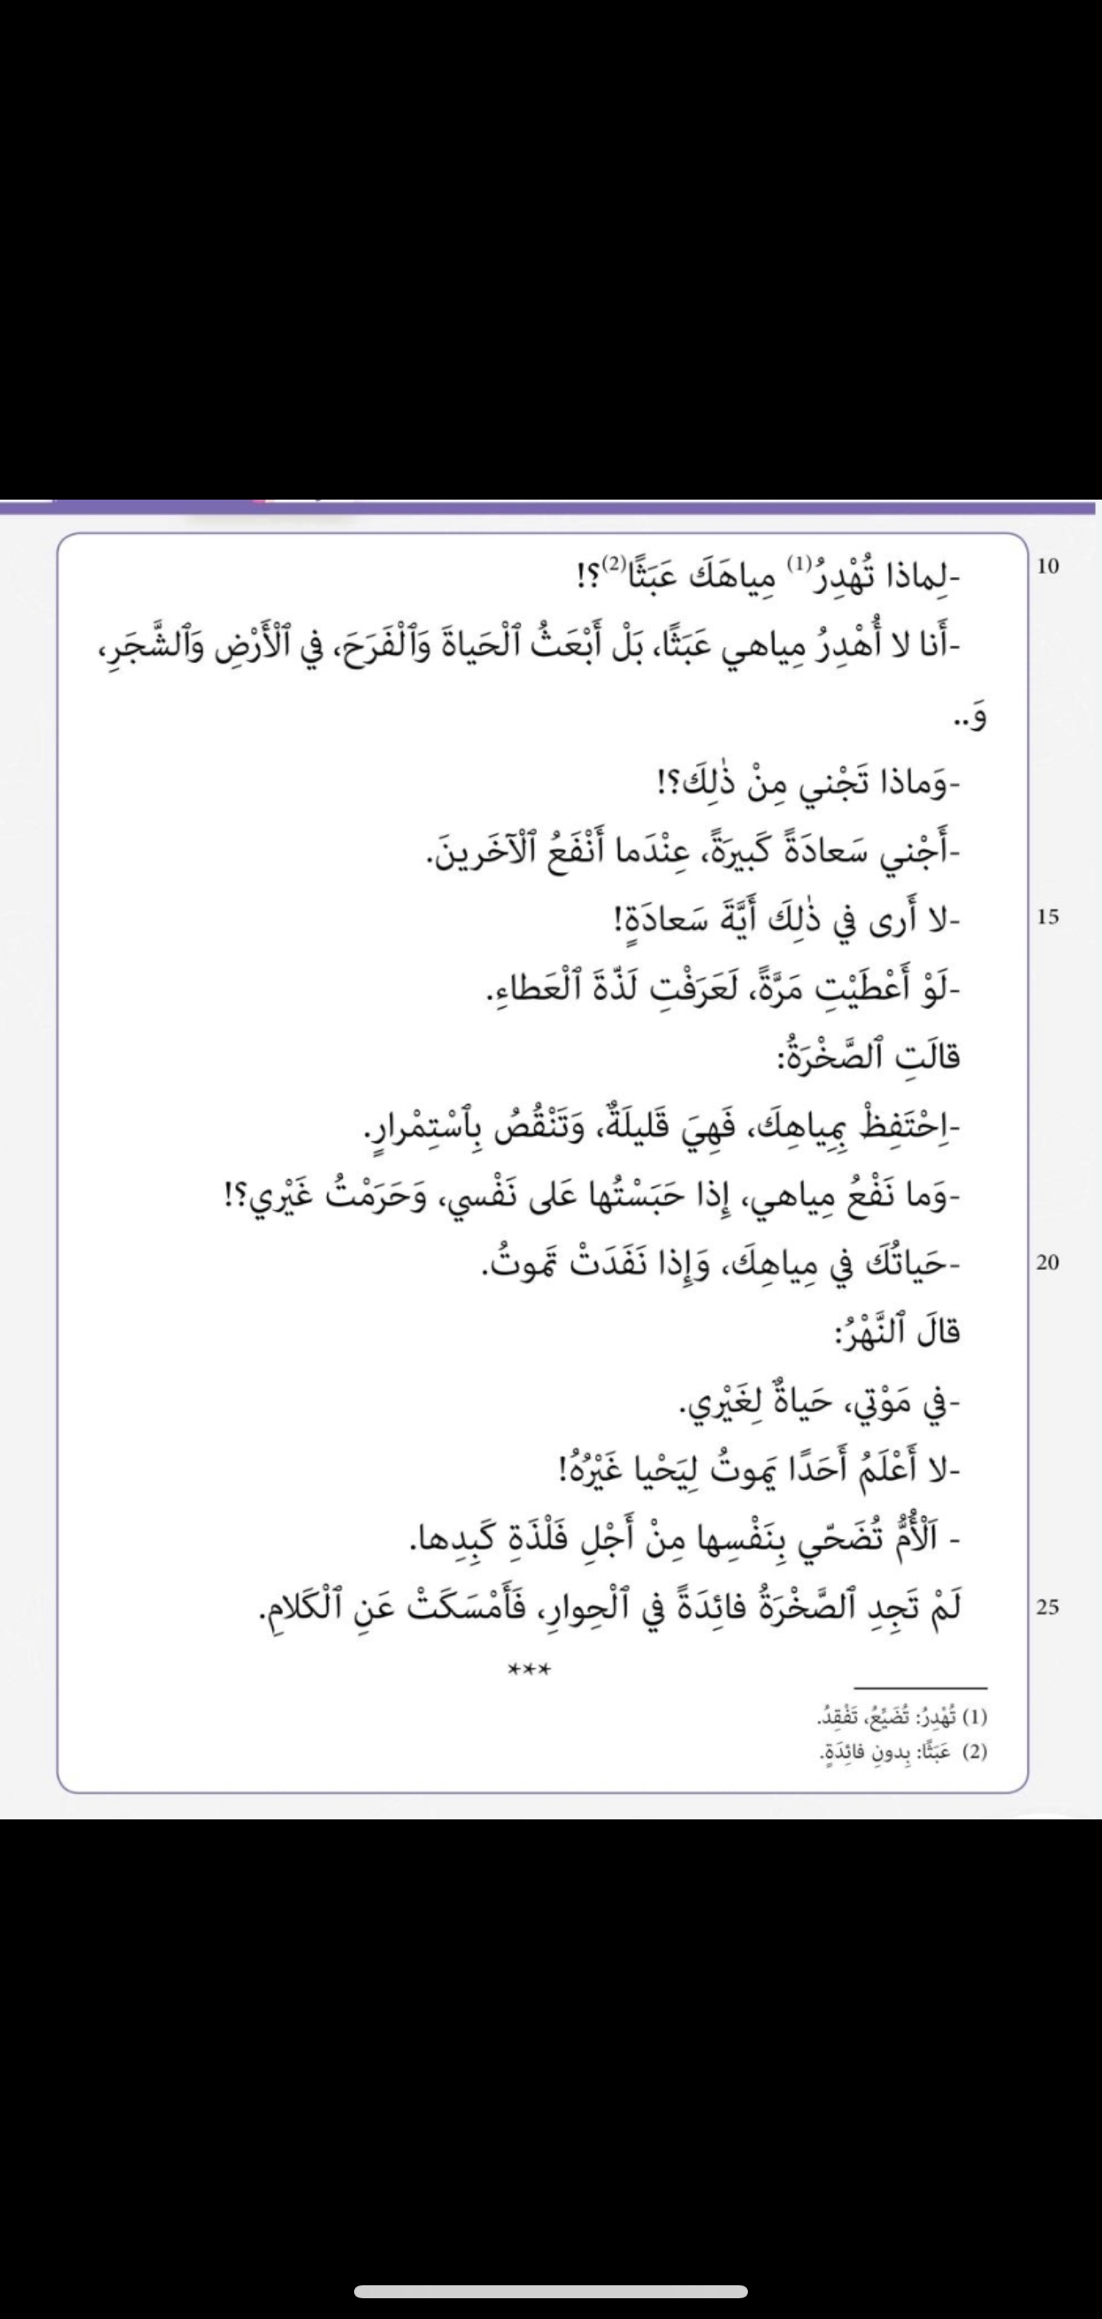 10
-لِماذا تُهْدِرُ(1) مِياهَكَ عَبَثًا(2)؟!
-أَنا لا أُهْدِرُ مِياهي عَبَثًا، بَلْ أَبْعَثُ ٱلْحَياةَ وَٱلْفَرَحَ، في ٱلْأَرْضِ وَٱلشَّجَرِ،
وَ..
-وَماذا تَجْني مِنْ ذٰلِكَ؟!
-أَجْني سَعادَةً كَبيرَةً، عِنْدَما أَنْفَعُ ٱلْآخَرينَ.
15
-لا أَرى في ذٰلِكَ أَيَّةَ سَعادَةٍ!
-لَوْ أَعْطَيْتِ مَرَّةً، لَعَرَفْتِ لَذّةَ ٱلْعَطاءِ.
قالَتِ ٱلصَّخْرَةُ:
-اِحْتَفِظْ بِمِياهِكَ، فَهِيَ قَليلَةٌ، وَتَنْقُصُ بِٱسْتِمْرارٍ.
-وَما نَفْعُ مِياهي، إِذا حَبَسْتُها عَلى نَفْسي، وَحَرَمْتُ غَيْري؟!
20
-حَياتُكَ في مِياهِكَ، وَإِذا نَفَدَتْ تَموتُ.
قالَ ٱلنَّهْرُ:
-في مَوْتي، حَياةٌ لِغَيْري.
-لا أَعْلَمُ أَحَدًا يَموتُ لِيَحْيا غَيْرُهُ!
- اَلْأُمُّ تُضَحّي بِنَفْسِها مِنْ أَجْلِ فَلْذَةِ كَبِدِها.
25
لَمْ تَجِدِ ٱلصَّخْرَةُ فائِدَةً في ٱلْحِوارِ، فَأَمْسَكَتْ عَنِ ٱلْكَلامِ.
***
(1) تُهْدِرُ: تُضَيِّعُ، تَفْقِدُ.
(2) عَبَثًا: بِدونِ فائِدَةٍ.